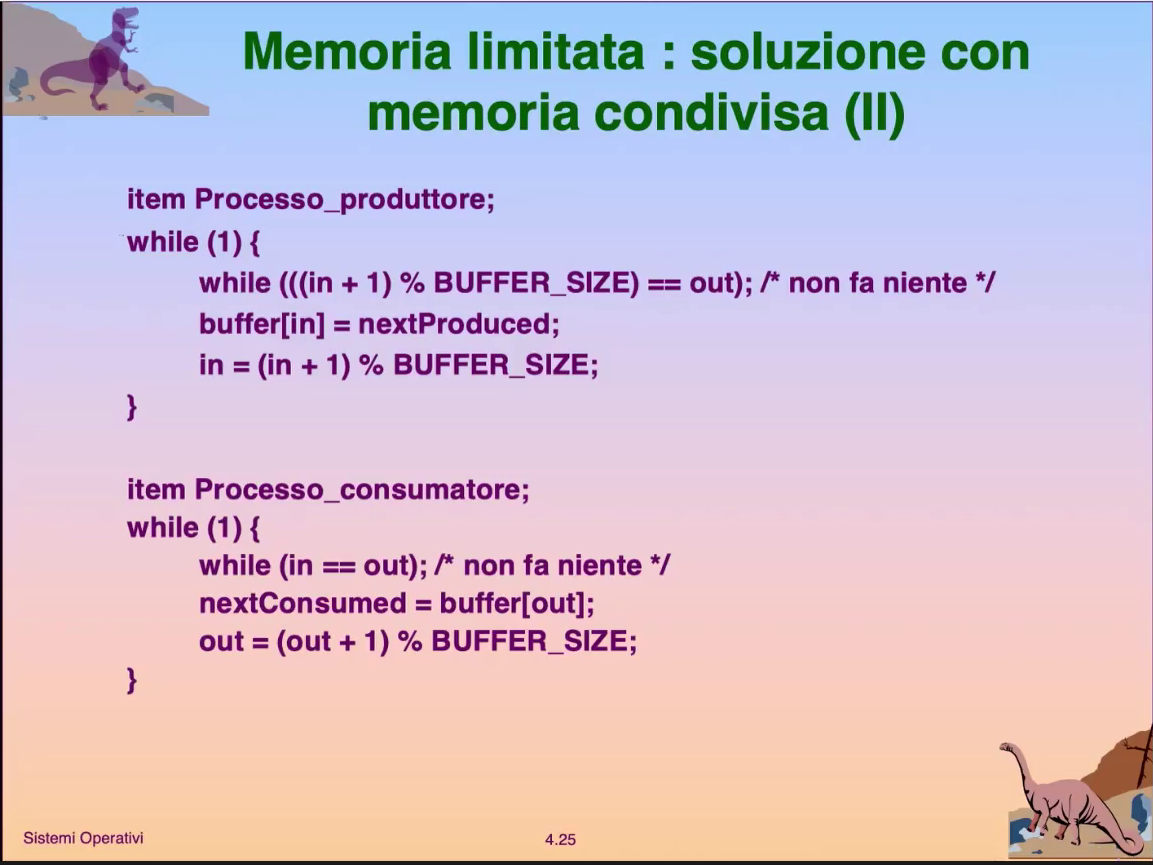 Memoria limitata : soluzione con
memoria condivisa (II)
item Processo_produttore;
while (1) {
while (((in + 1) % BUFFER_SIZE) == out); /* non fa niente */
buffer[in] = nextProduced;
in = (in + 1) % BUFFER_SIZE;
}
item Processo_consumatore;
while (1) {
while (in == out); /* non fa niente */
nextConsumed = buffer[out];
out = (out + 1) % BUFFER_SIZE;
}
Sistemi Operativi
4.25